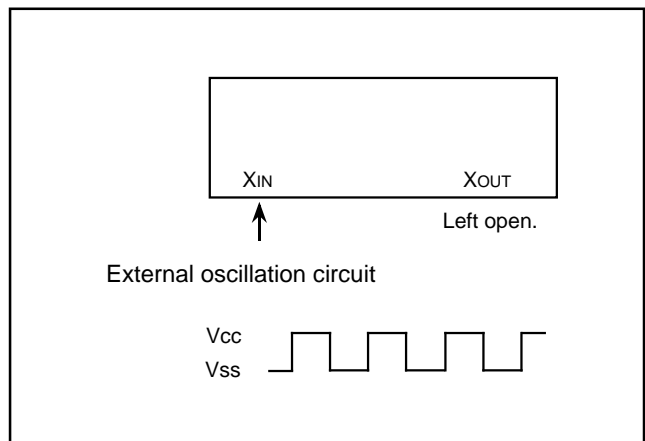 XIN XOUT
Left open.
External oscillation circuit
Vcc
Vss